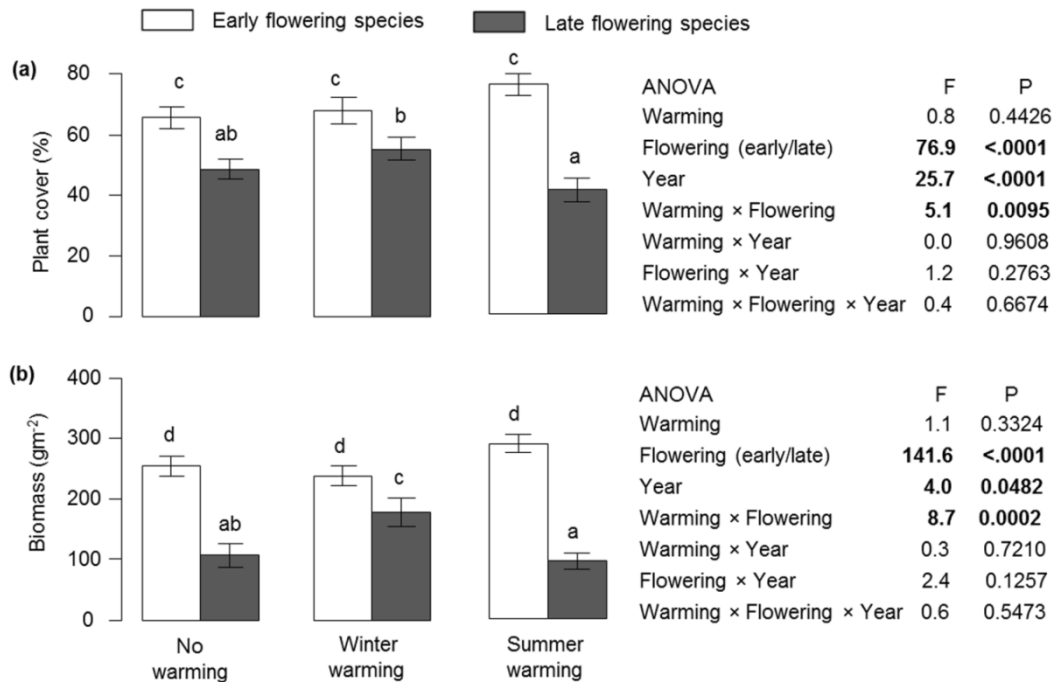 Early flowering species Late flowering species
(a)
Plant cover (%)
80
60
40
20
0
c ab c b c a
ANOVA F P
Warming 0.8 0.4426
Flowering (early/late) 76.9 <.0001
Year 25.7 <.0001
Warming × Flowering 5.1 0.0095
Warming × Year 0.0 0.9608
Flowering × Year 1.2 0.2763
Warming × Flowering × Year 0.4 0.6674
(b)
Biomass (gm⁻²)
400
300
200
100
0
d ab d c d a
ANOVA F P
Warming 1.1 0.3324
Flowering (early/late) 141.6 <.0001
Year 4.0 0.0482
Warming × Flowering 8.7 0.0002
Warming × Year 0.3 0.7210
Flowering × Year 2.4 0.1257
Warming × Flowering × Year 0.6 0.5473
No Winter Summer
warming warming warming